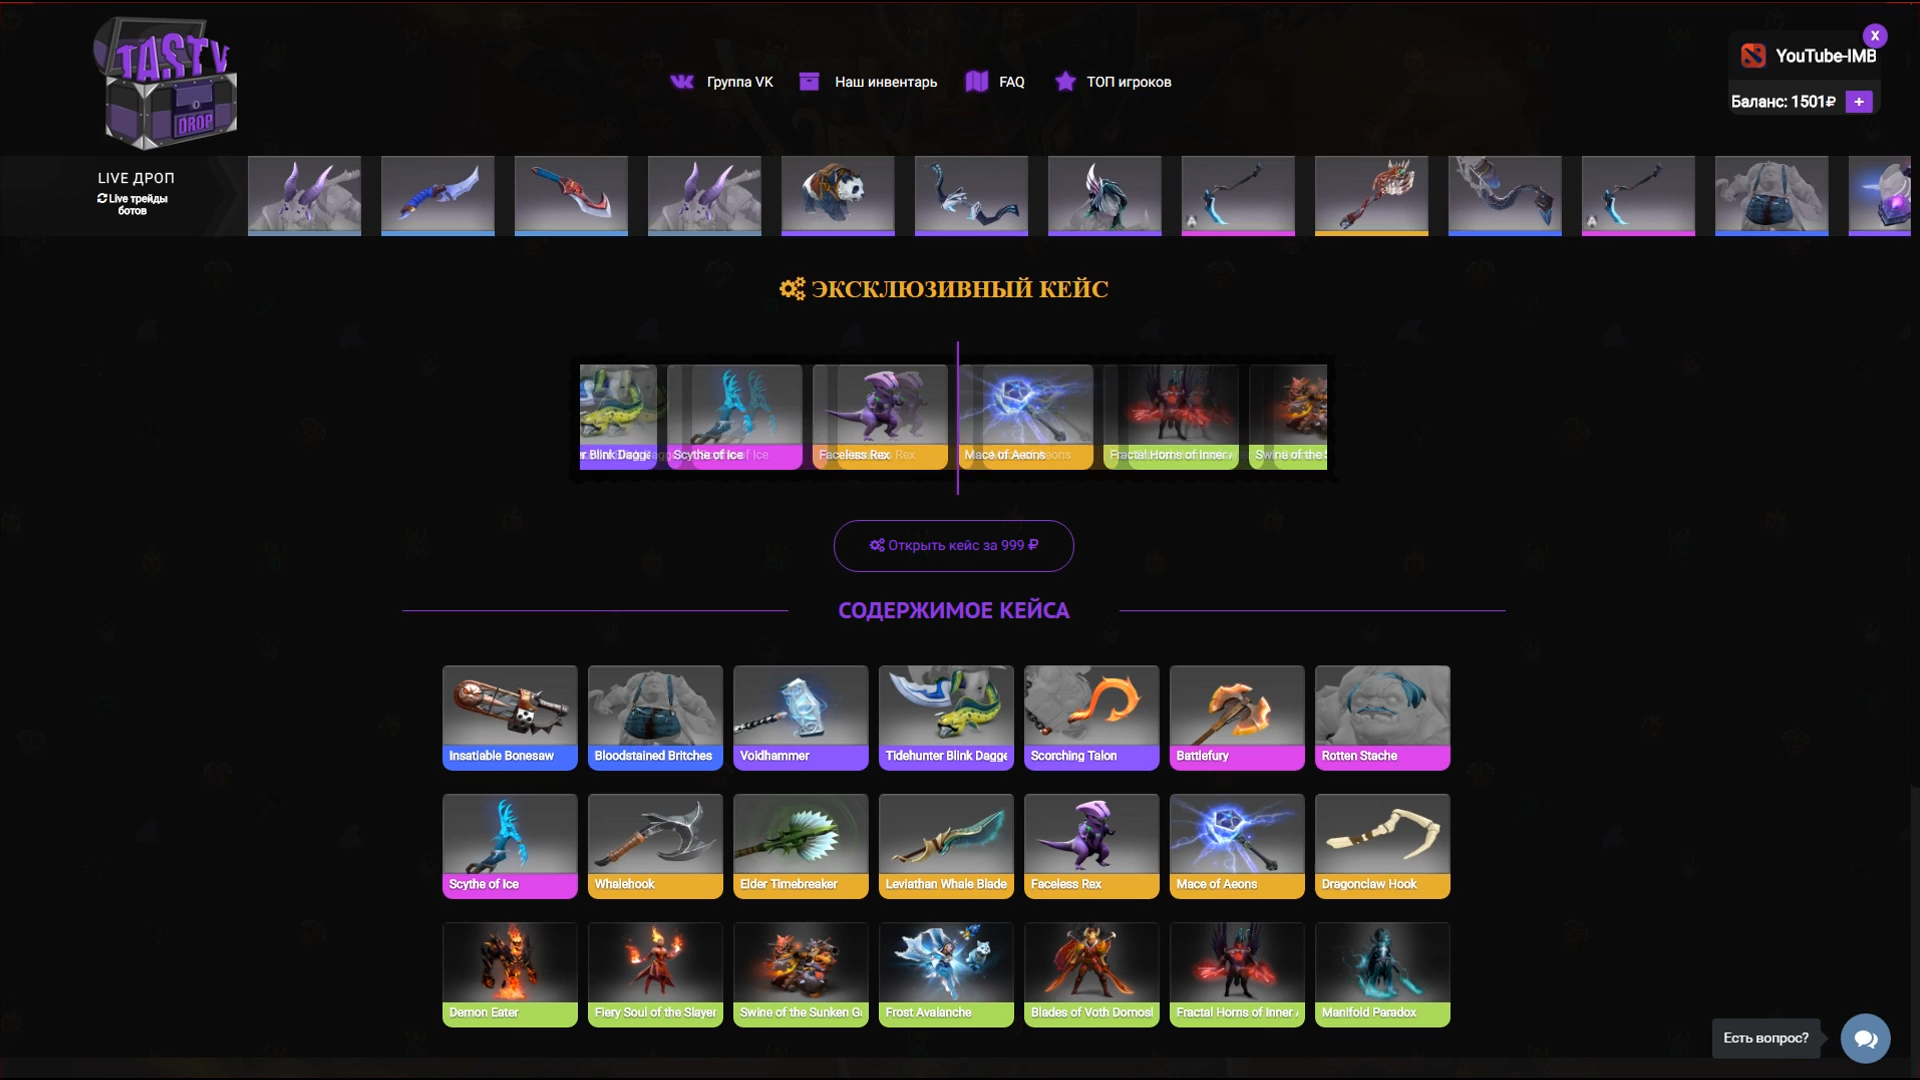 TASTY
DROP
Группа VK
Наш инвентарь
FAQ
ТОП игроков
X
YouTube-IMB
Баланс: 1501₽
+
LIVE ДРОП
Live трейды
ботов
ЭКСКЛЮЗИВНЫЙ КЕЙС
r Blink Dagge
Scythe of Ice
Faceless Rex
Mace of Aeons
Fractal Horns of Inner A
Swine of the S
Открыть кейс за 999 ₽
СОДЕРЖИМОЕ КЕЙСА
Insatiable Bonesaw
Bloodstained Britches
Voidhammer
Tidehunter Blink Dagge
Scorching Talon
Battlefury
Rotten Stache
Scythe of Ice
Whalehook
Elder Timebreaker
Leviathan Whale Blade
Faceless Rex
Mace of Aeons
Dragonclaw Hook
Demon Eater
Fiery Soul of the Slayer
Swine of the Sunken Ga
Frost Avalanche
Blades of Voth Domosh
Fractal Horns of Inner A
Manifold Paradox
Есть вопрос?